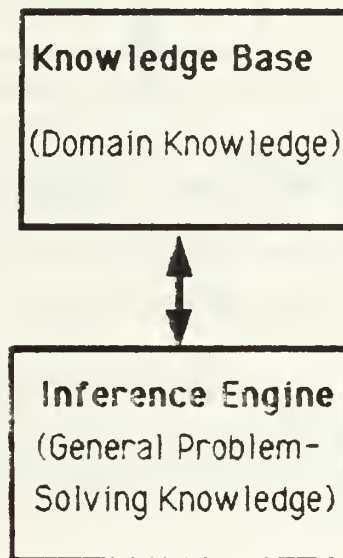 Knowledge Base
(Domain Knowledge)
Inference Engine
(General Problem-
Solving Knowledge)